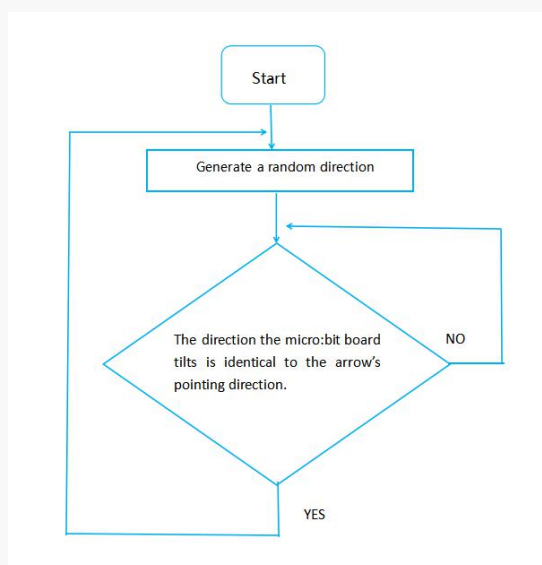 Start
Generate a random direction
The direction the micro:bit board
tilts is identical to the arrow's
pointing direction.
NO
YES